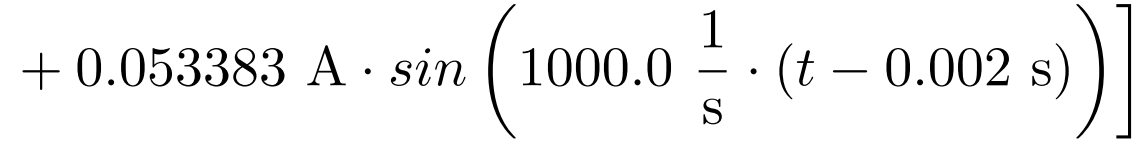 + 0.053383 A · sin(1000.0 1/s · (t − 0.002 s))]